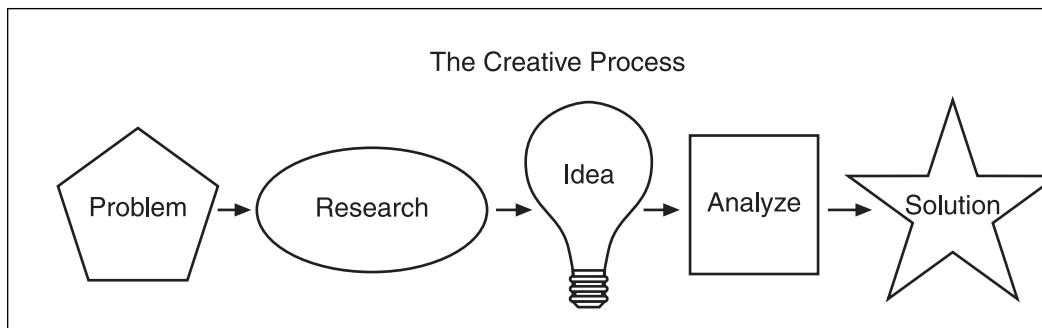 The Creative Process
Problem
Research
Idea
Analyze
Solution